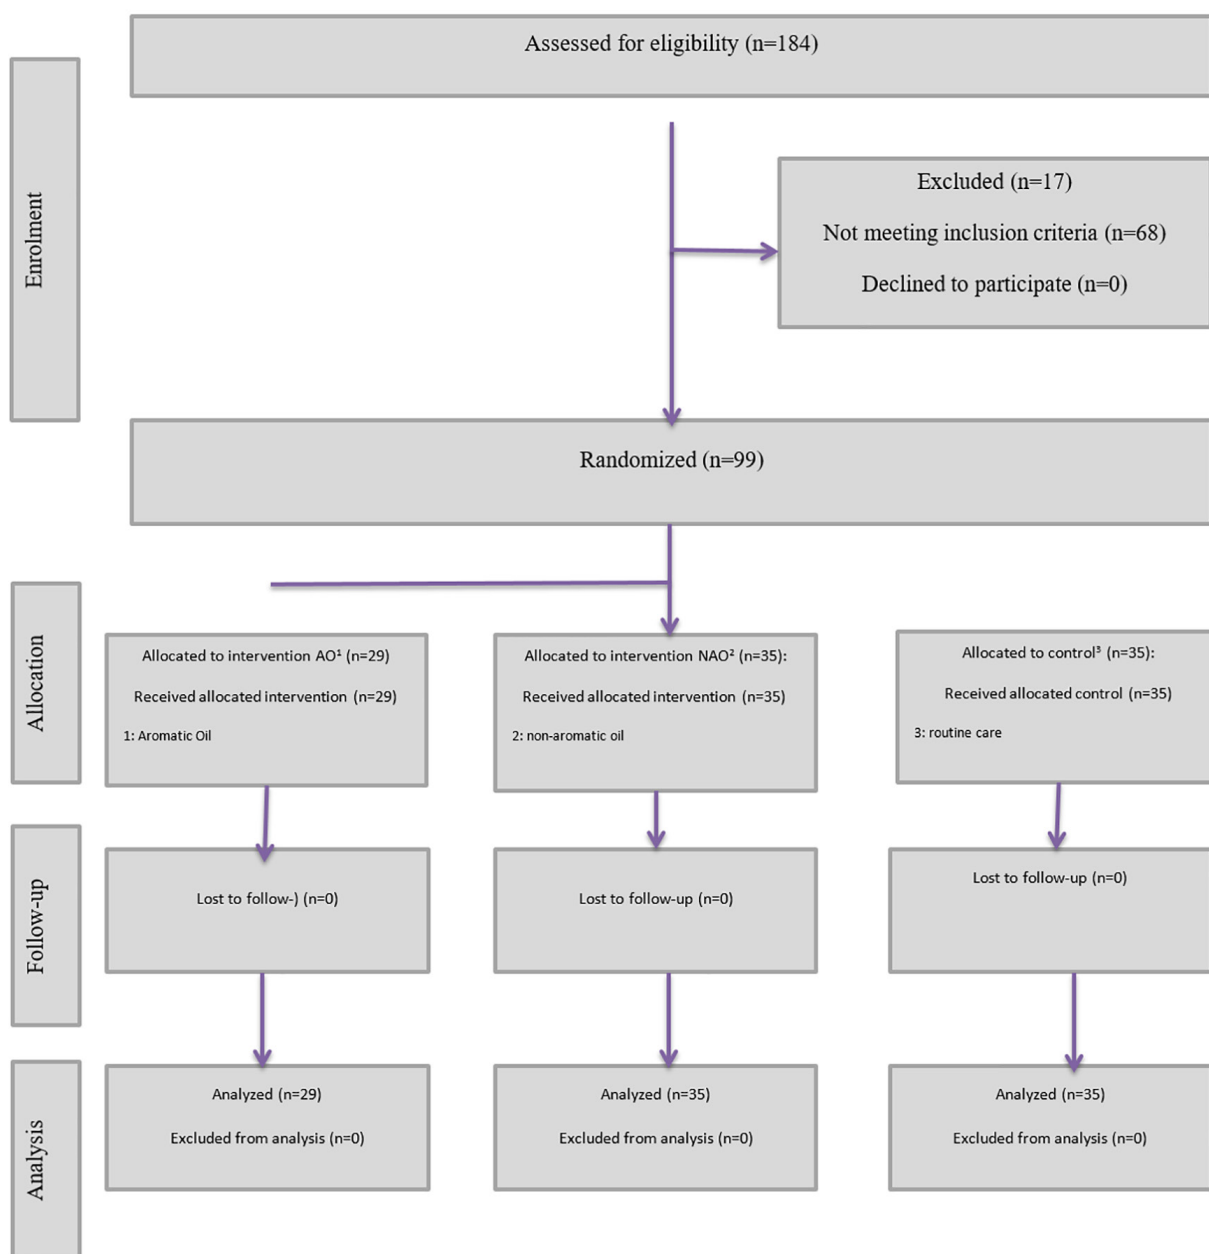 Assessed for eligibility (n=184)
Enrolment
Excluded (n=17)
Not meeting inclusion criteria (n=68)
Declined to participate (n=0)
Randomized (n=99)
Allocation
Allocated to intervention AO¹ (n=29)
Received allocated intervention (n=29)
1: Aromatic Oil
Allocated to intervention NAO² (n=35):
Received allocated intervention (n=35)
2: non-aromatic oil
Allocated to control³ (n=35):
Received allocated control (n=35)
3: routine care
Follow-up
Lost to follow-) (n=0)
Lost to follow-up (n=0)
Lost to follow-up (n=0)
Analysis
Analyzed (n=29)
Excluded from analysis (n=0)
Analyzed (n=35)
Excluded from analysis (n=0)
Analyzed (n=35)
Excluded from analysis (n=0)